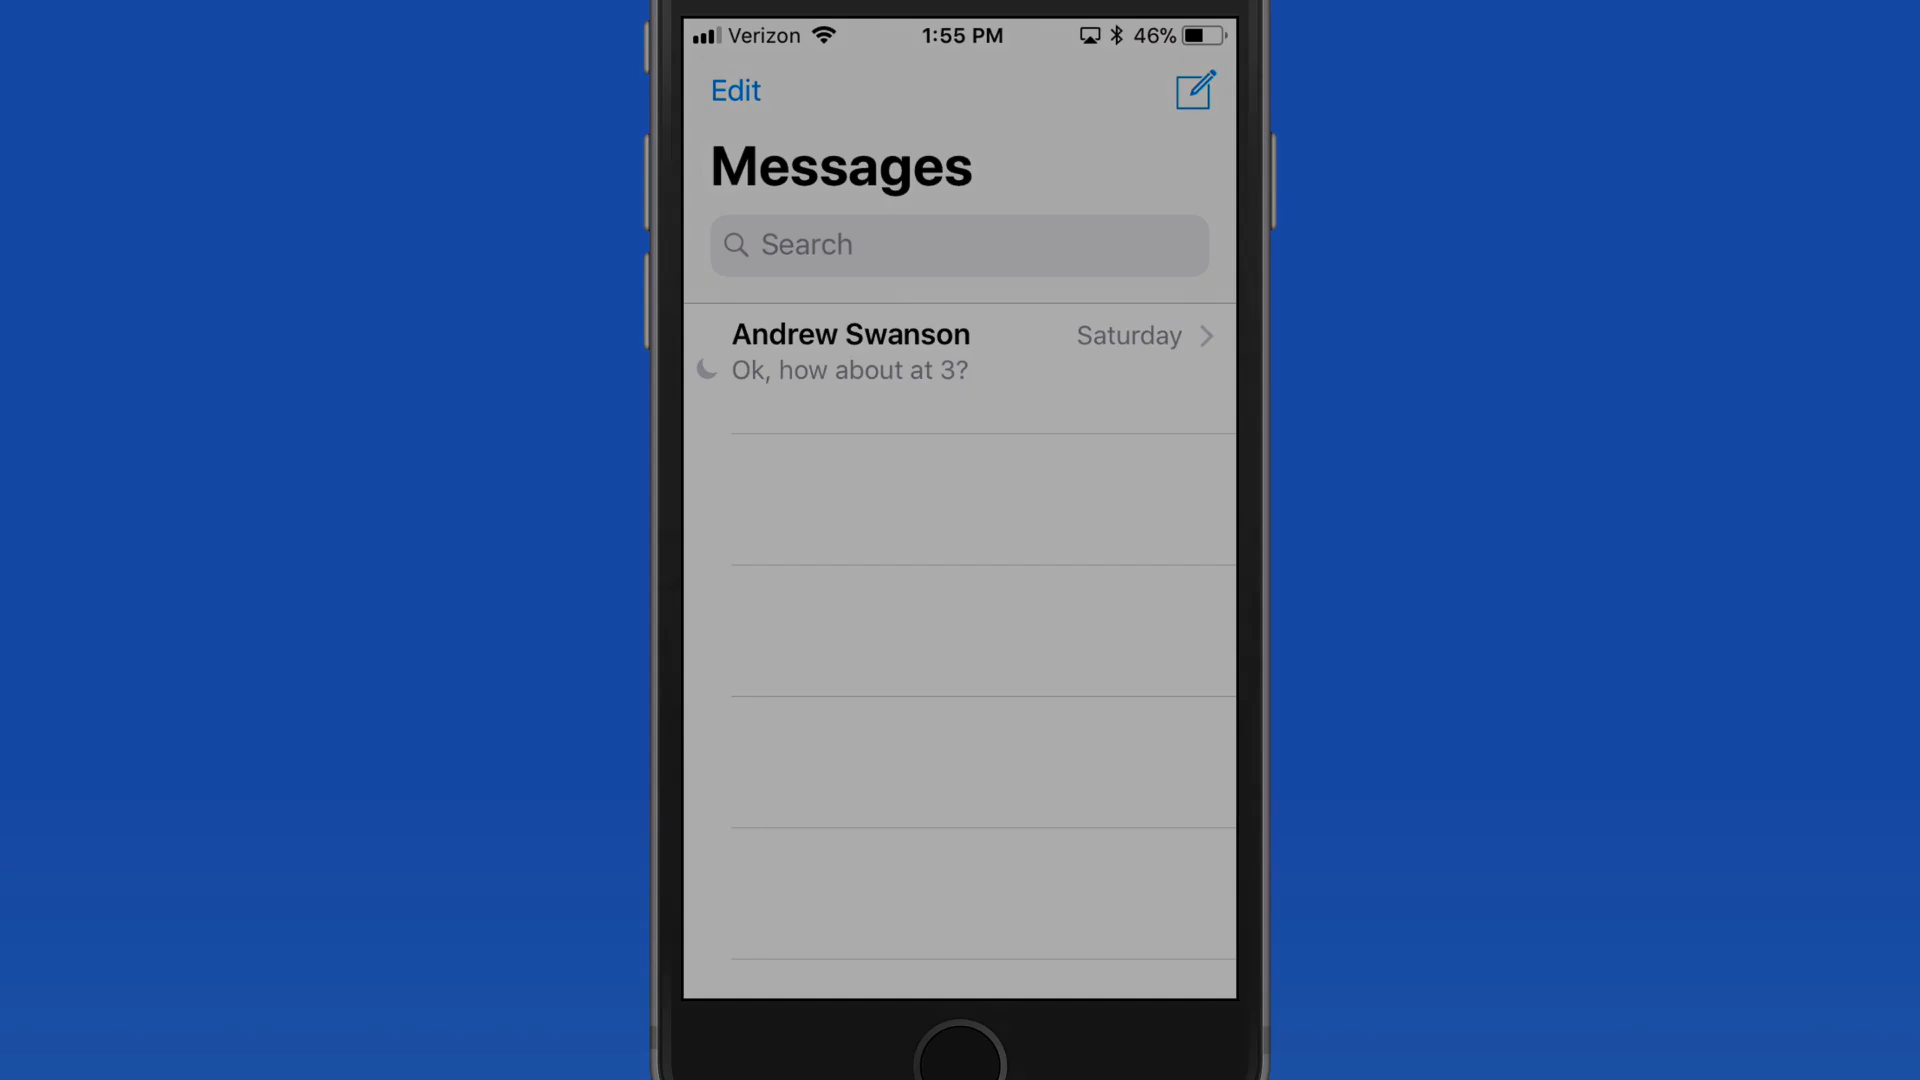 Verizon 1:55 PM 46%
Edit
Messages
Search
Andrew Swanson Saturday
Ok, how about at 3?